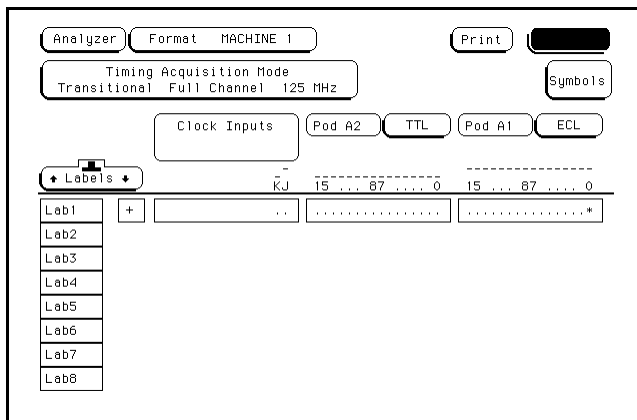 Analyzer Format MACHINE 1 Print
Timing Acquisition Mode
Transitional Full Channel 125 MHz
Symbols
Clock Inputs Pod A2 TTL Pod A1 ECL
Labels
KJ 15 ... 87 .... 0 15 ... 87 .... 0
Lab1 + .. ................ ...............*
Lab2
Lab3
Lab4
Lab5
Lab6
Lab7
Lab8